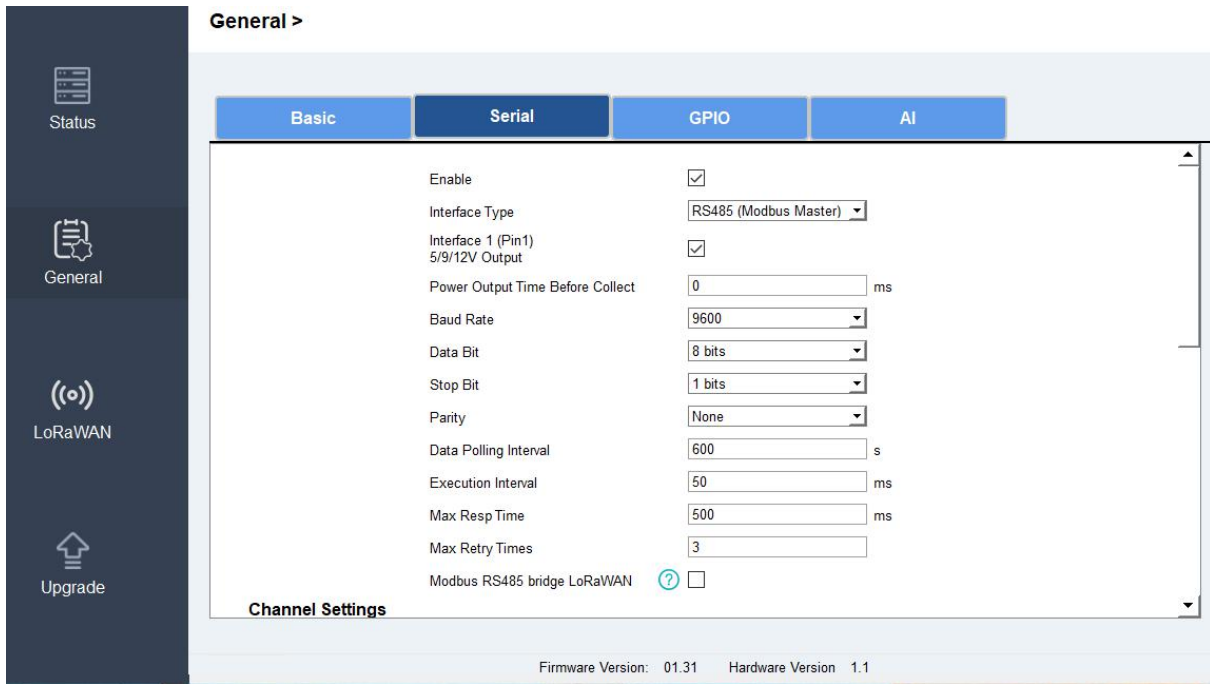 General >
Status
General
LoRaWAN
Upgrade
Basic
Serial
GPIO
AI
Enable
Interface Type RS485 (Modbus Master)
Interface 1 (Pin1)
5/9/12V Output
Power Output Time Before Collect 0 ms
Baud Rate 9600
Data Bit 8 bits
Stop Bit 1 bits
Parity None
Data Polling Interval 600 s
Execution Interval 50 ms
Max Resp Time 500 ms
Max Retry Times 3
Modbus RS485 bridge LoRaWAN ?
Channel Settings
Firmware Version: 01.31 Hardware Version 1.1